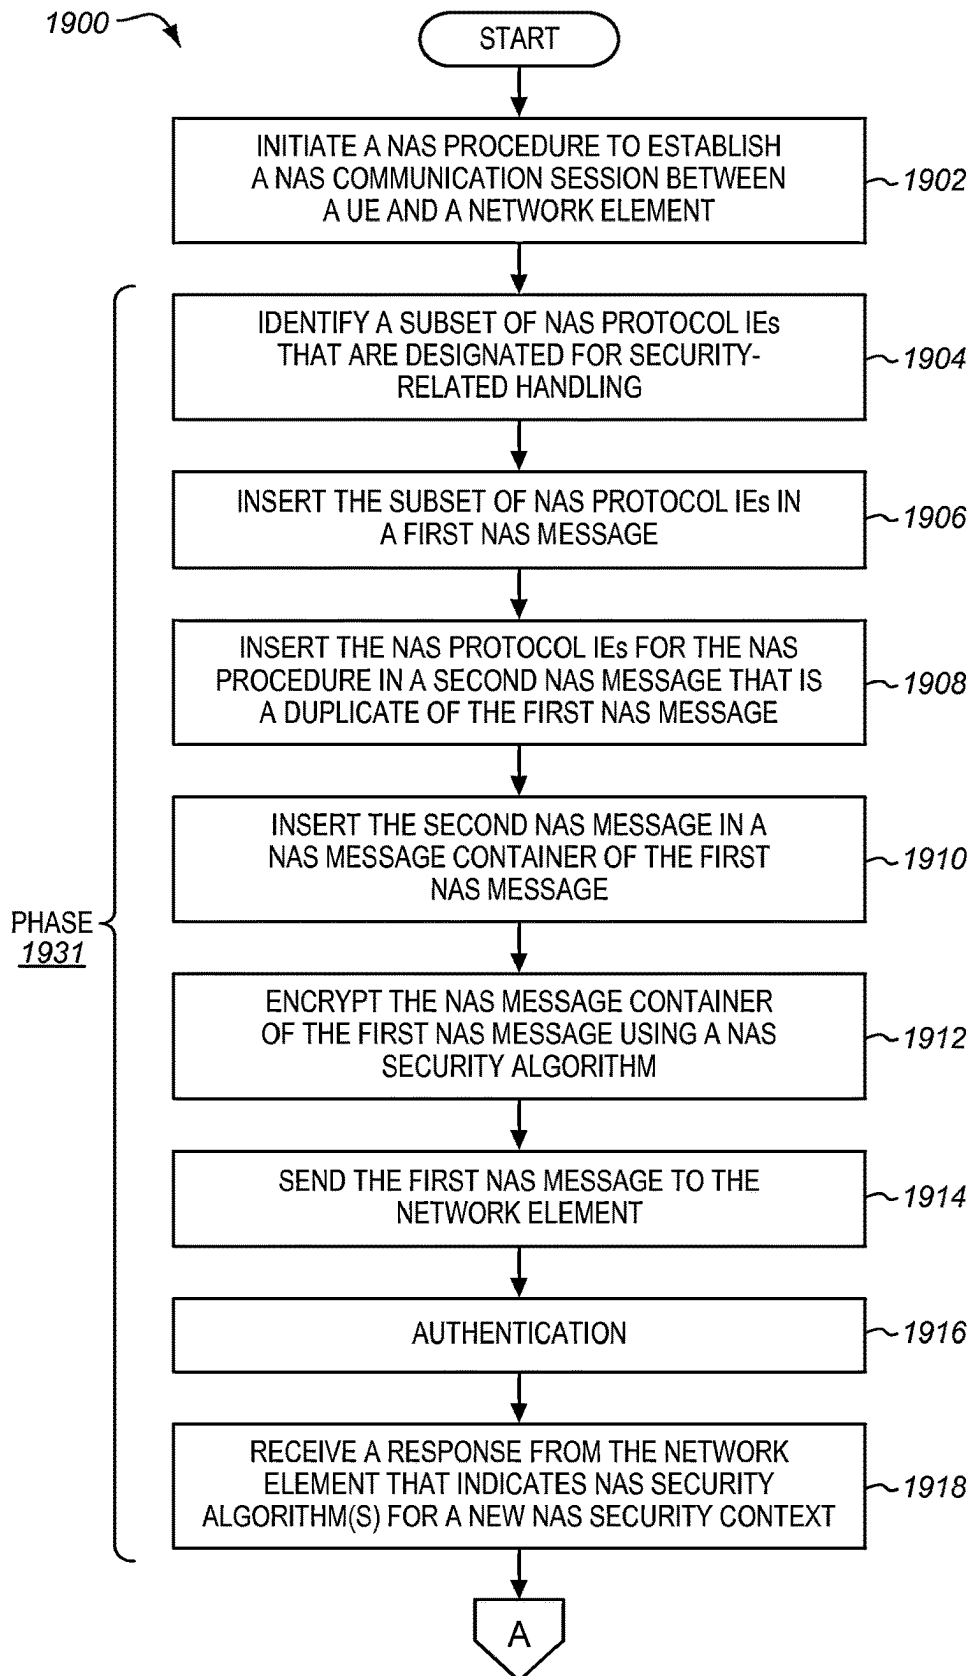 1900
START
INITIATE A NAS PROCEDURE TO ESTABLISH
A NAS COMMUNICATION SESSION BETWEEN
A UE AND A NETWORK ELEMENT
1902
IDENTIFY A SUBSET OF NAS PROTOCOL IEs
THAT ARE DESIGNATED FOR SECURITY-
RELATED HANDLING
1904
INSERT THE SUBSET OF NAS PROTOCOL IEs IN
A FIRST NAS MESSAGE
1906
INSERT THE NAS PROTOCOL IEs FOR THE NAS
PROCEDURE IN A SECOND NAS MESSAGE THAT IS
A DUPLICATE OF THE FIRST NAS MESSAGE
1908
INSERT THE SECOND NAS MESSAGE IN A
NAS MESSAGE CONTAINER OF THE FIRST
NAS MESSAGE
1910
PHASE
1931
ENCRYPT THE NAS MESSAGE CONTAINER
OF THE FIRST NAS MESSAGE USING A NAS
SECURITY ALGORITHM
1912
SEND THE FIRST NAS MESSAGE TO THE
NETWORK ELEMENT
1914
AUTHENTICATION
1916
RECEIVE A RESPONSE FROM THE NETWORK
ELEMENT THAT INDICATES NAS SECURITY
ALGORITHM(S) FOR A NEW NAS SECURITY CONTEXT
1918
A